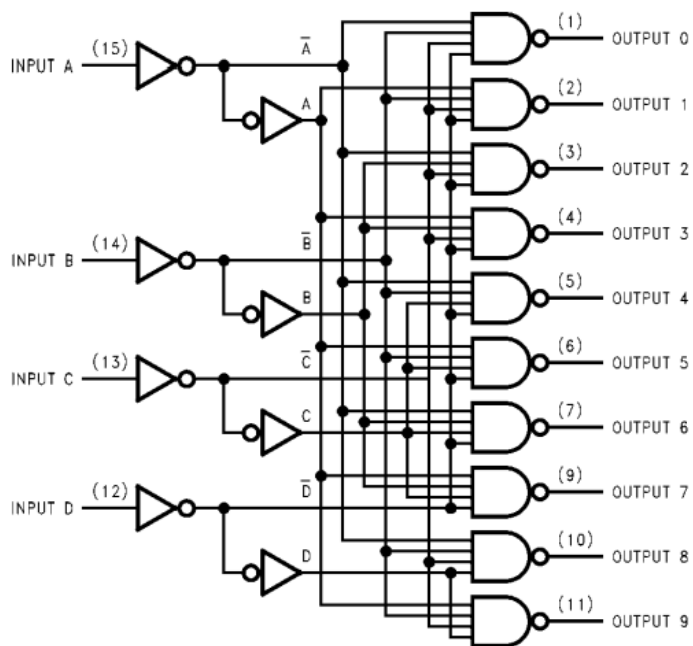 (1)
OUTPUT 0
(15)
A̅
INPUT A
(2)
A
OUTPUT 1
(3)
OUTPUT 2
(4)
(14)
B̅
OUTPUT 3
INPUT B
(5)
B
OUTPUT 4
(13)
(6)
C̅
OUTPUT 5
INPUT C
(7)
C
OUTPUT 6
(12)
(9)
D̅
OUTPUT 7
INPUT D
(10)
D
OUTPUT 8
(11)
OUTPUT 9